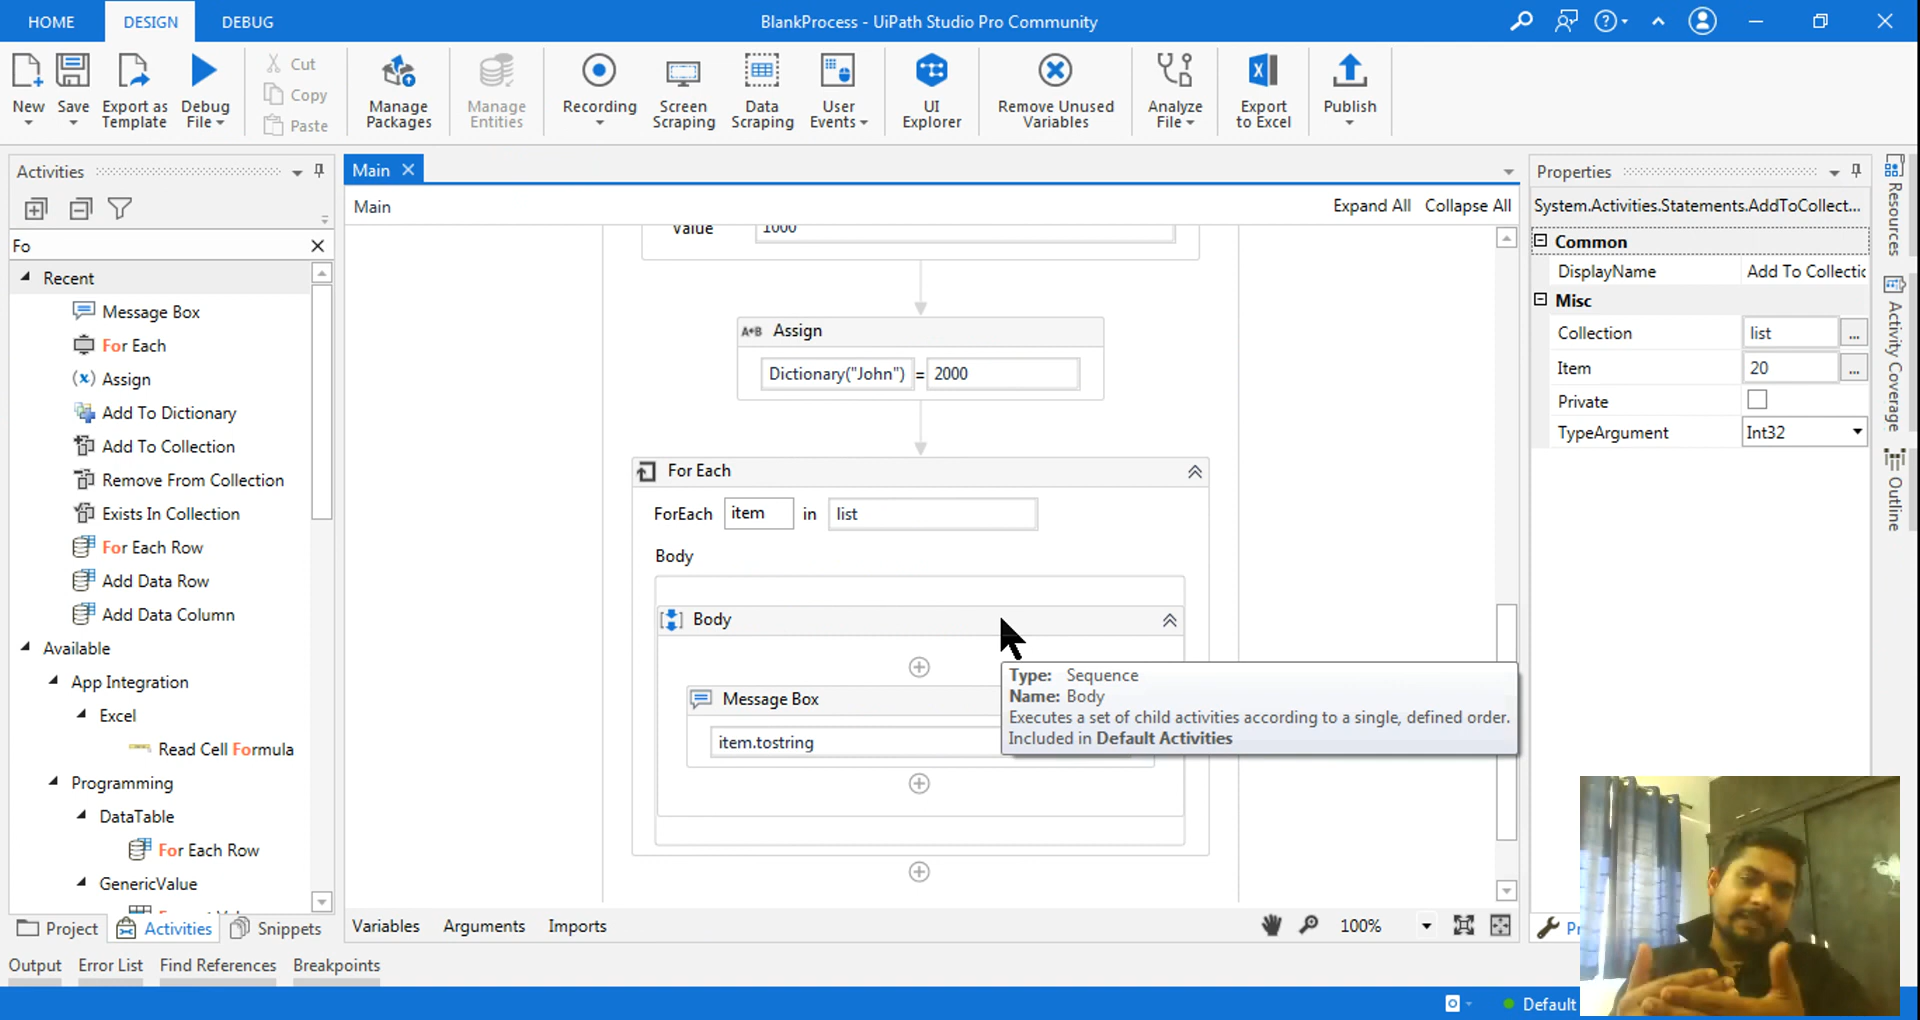 HOME
DESIGN
DEBUG
BlankProcess - UiPath Studio Pro Community
New
Save
Export as
Template
Debug
File
Cut
Copy
Paste
Manage
Packages
Manage
Entities
Recording
Screen
Scraping
Data
Scraping
User
Events
UI
Explorer
Remove Unused
Variables
Analyze
File
Export
to Excel
Publish
Activities
Fo
Recent
Message Box
For Each
Assign
Add To Dictionary
Add To Collection
Remove From Collection
Exists In Collection
For Each Row
Add Data Row
Add Data Column
Available
App Integration
Excel
Read Cell Formula
Programming
DataTable
For Each Row
GenericValue
Project
Activities
Snippets
Main
Main
Expand All
Collapse All
Value
1000
A+B Assign
Dictionary("John") = 2000
For Each
ForEach item in list
Body
Body
Message Box
item.tostring
Type: Sequence
Name: Body
Executes a set of child activities according to a single, defined order.
Included in Default Activities
Variables
Arguments
Imports
100%
Properties
System.Activities.Statements.AddToCollect...
Common
DisplayName
Add To Collectic
Misc
Collection
list
...
Item
20
...
Private
TypeArgument
Int32
Resources
Activity Coverage
Outline
Output
Error List
Find References
Breakpoints
Default